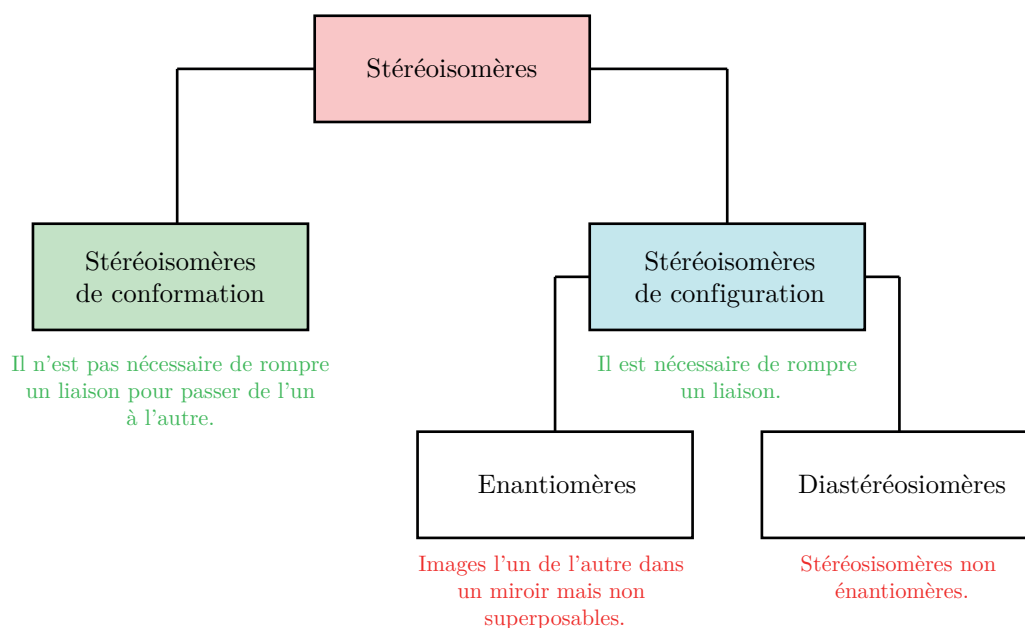 Stéréoisomères
Stéréoisomères
de conformation
Stéréoisomères
de configuration
Il n'est pas nécessaire de rompre
un liaison pour passer de l'un
à l'autre.
Il est nécessaire de rompre
un liaison.
Enantiomères
Diastéréosiomères
Images l'un de l'autre dans
un miroir mais non
superposables.
Stéréosisomères non
énantiomères.